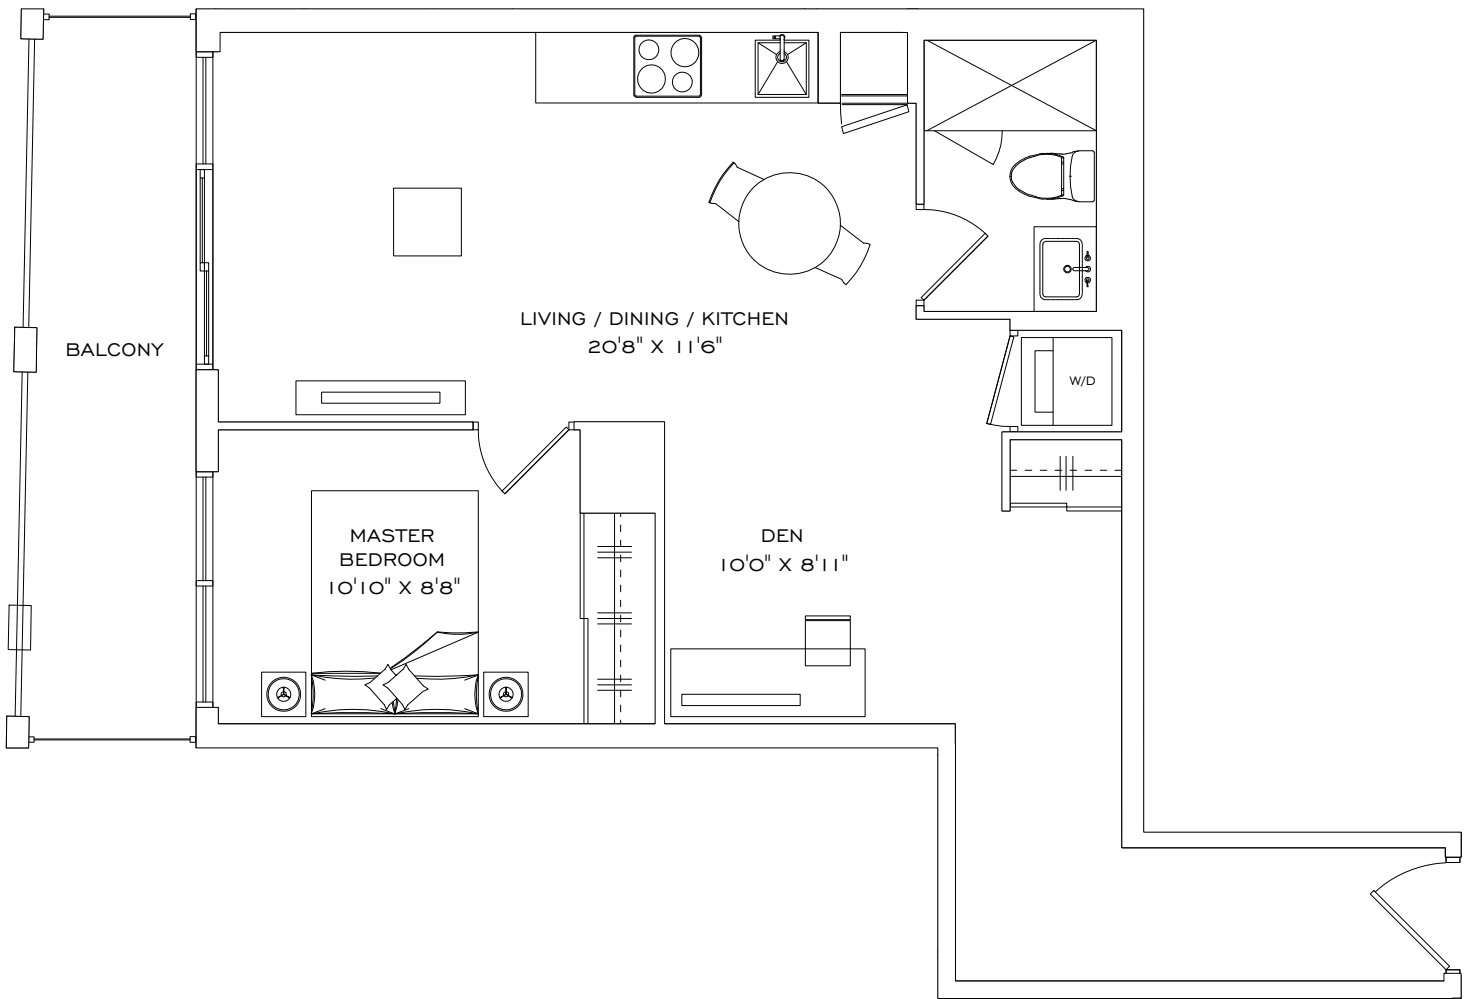 LIVING / DINING / KITCHEN
20'8" X 11'6"
BALCONY
W/D
MASTER
BEDROOM
10'10" X 8'8"
DEN
10'0" X 8'11"